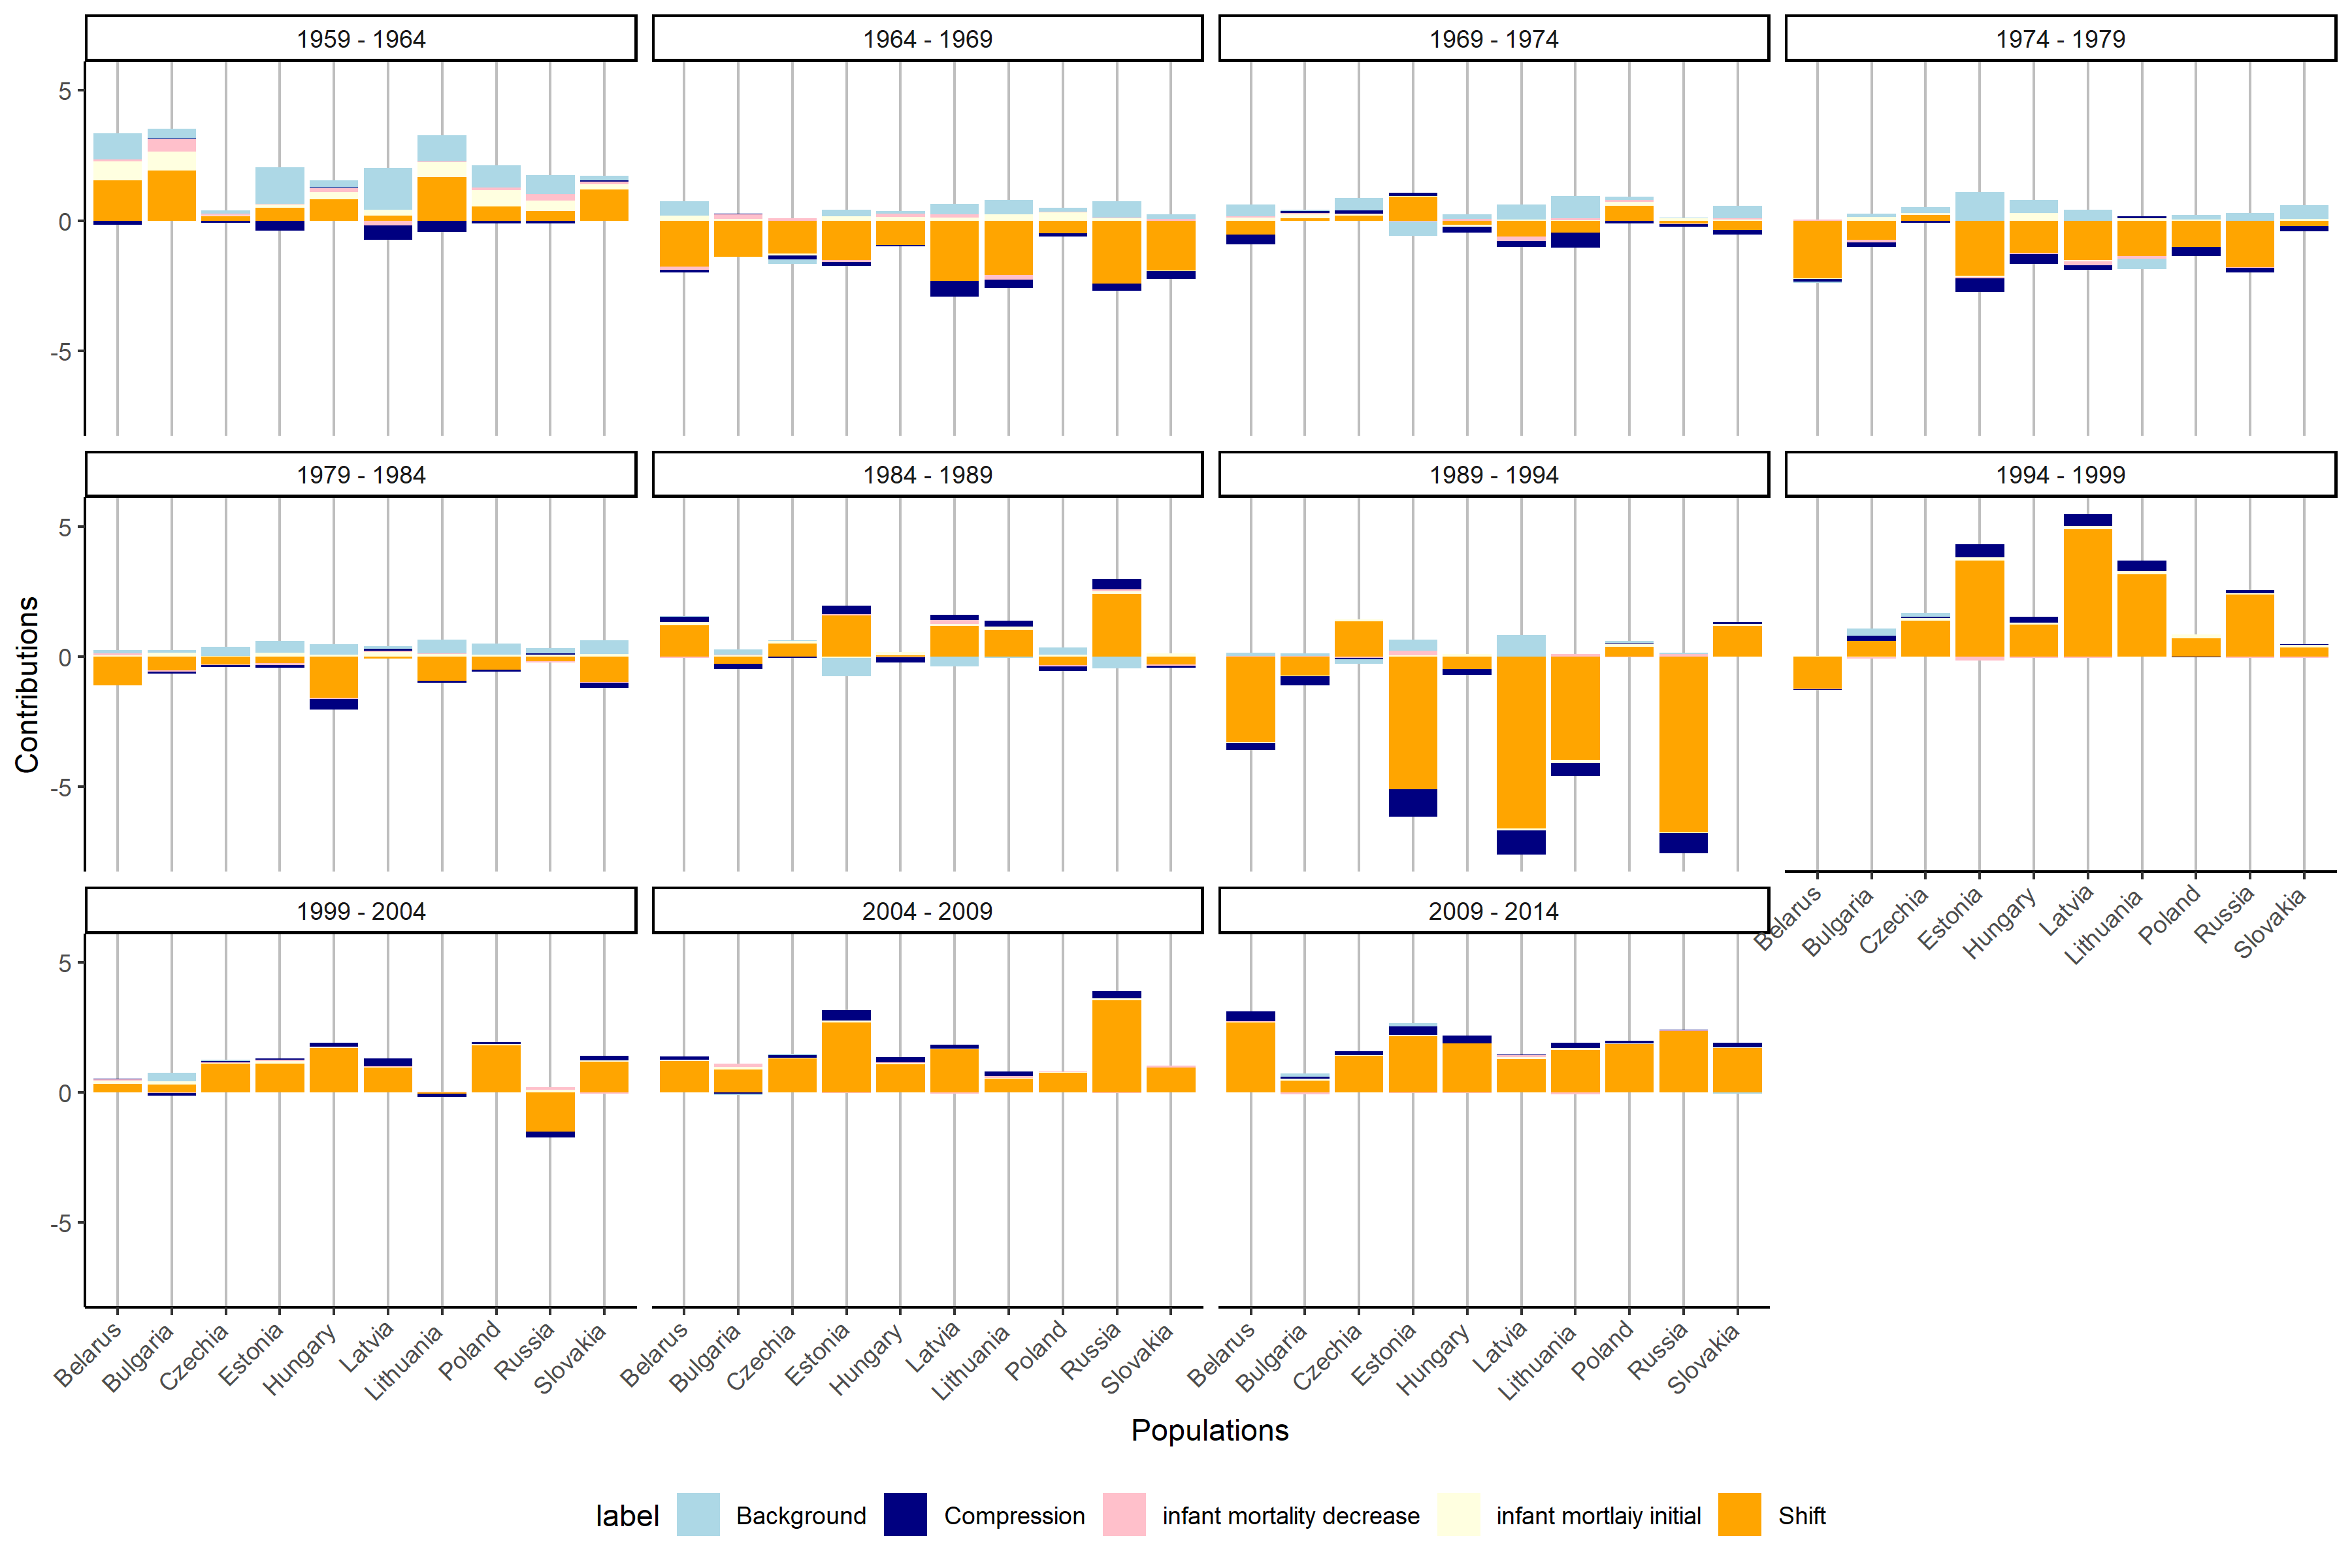 1959 - 1964
1964 - 1969
1969 - 1974
1974 - 1979
5
0
-5
1979 - 1984
1984 - 1989
1989 - 1994
1994 - 1999
5
0
-5
Contributions
Belarus
Bulgaria
Czechia
Estonia
Hungary
Latvia
Lithuania
Poland
Russia
Slovakia
1999 - 2004
2004 - 2009
2009 - 2014
5
0
-5
Belarus
Bulgaria
Czechia
Estonia
Hungary
Latvia
Lithuania
Poland
Russia
Slovakia
Belarus
Bulgaria
Czechia
Estonia
Hungary
Latvia
Lithuania
Poland
Russia
Slovakia
Belarus
Bulgaria
Czechia
Estonia
Hungary
Latvia
Lithuania
Poland
Russia
Slovakia
Populations
label
Background
Compression
infant mortality decrease
infant mortlaiy initial
Shift